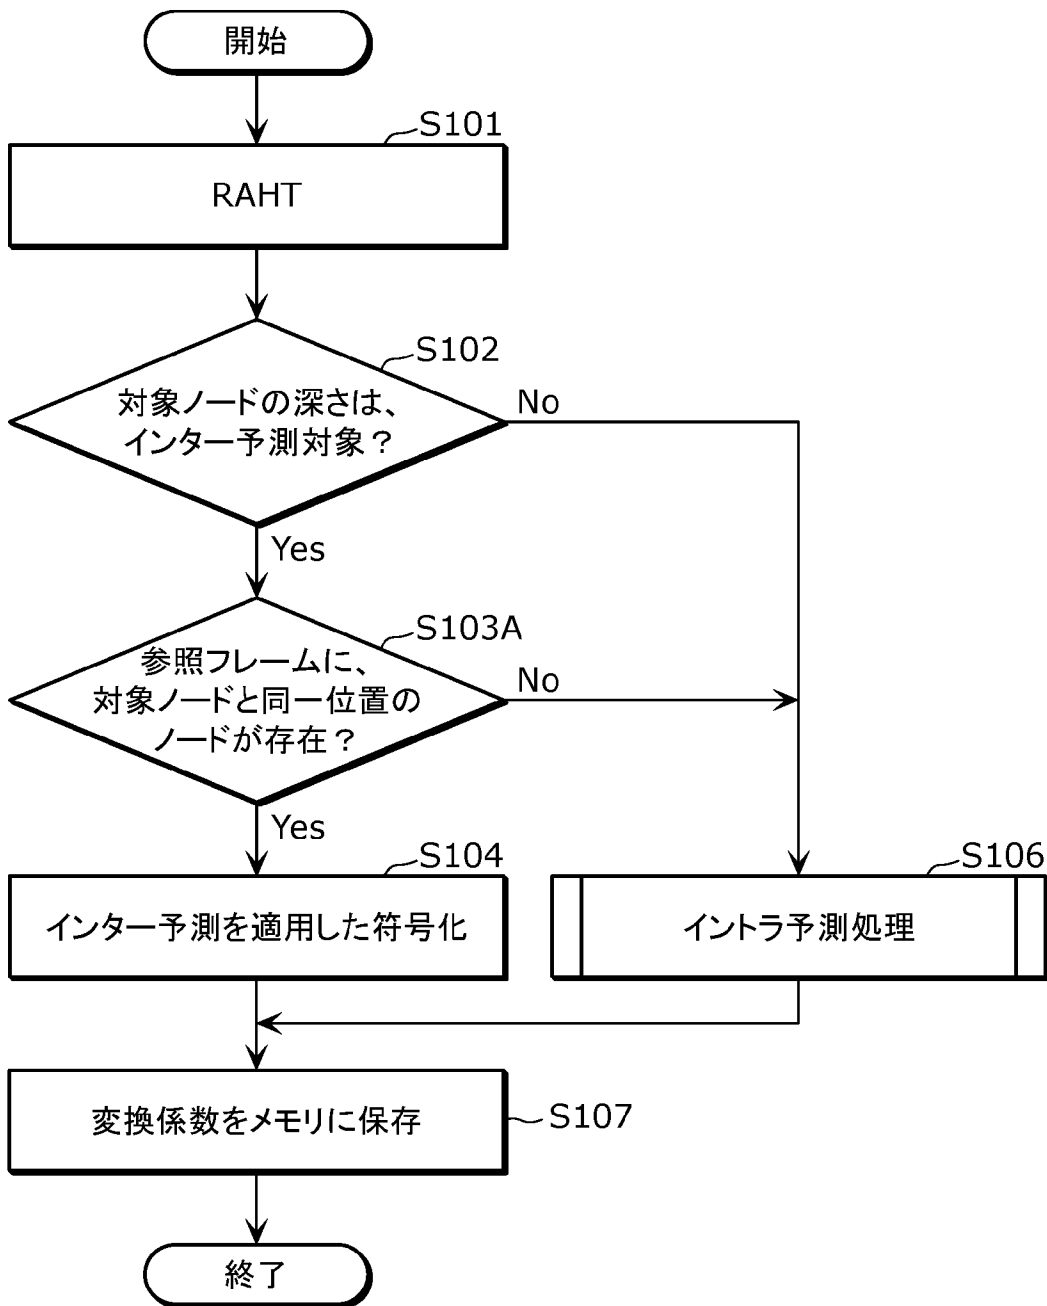 開始
S101
RAHT
S102
対象ノードの深さは、
インター予測対象？
No
Yes
S103A
参照フレームに、
対象ノードと同一位置の
ノードが存在？
No
Yes
S104
インター予測を適用した符号化
S106
イントラ予測処理
変換係数をメモリに保存
S107
終了